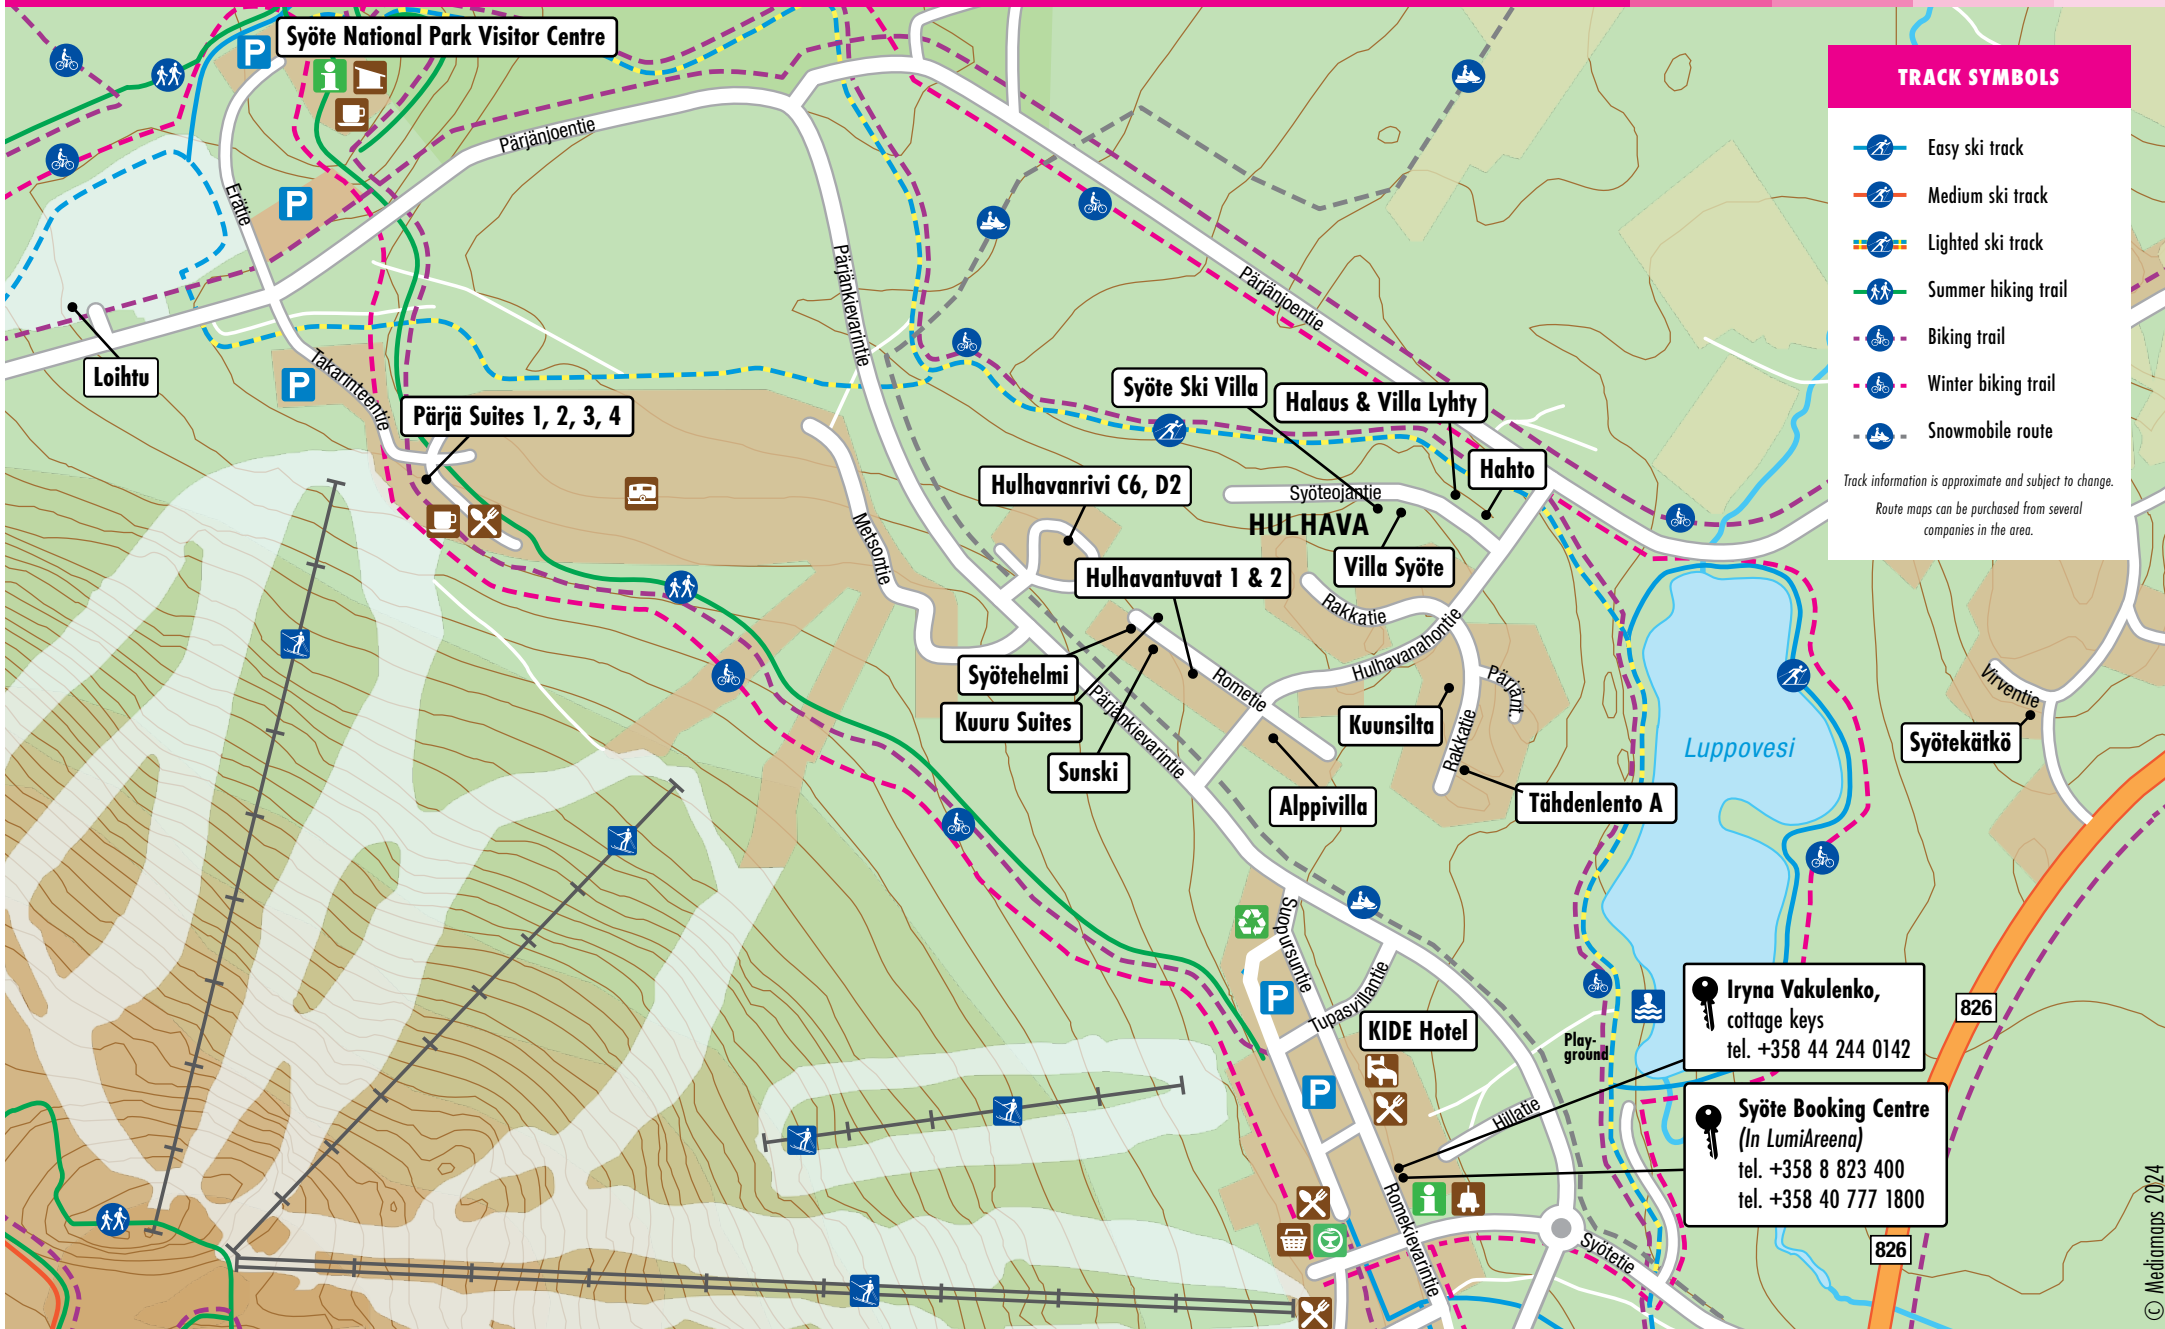 Syöte National Park Visitor Centre
P
i
TRACK SYMBOLS
Easy ski track
Medium ski track
Lighted ski track
Summer hiking trail
Biking trail
Winter biking trail
Snowmobile route
Track information is approximate and subject to change.
Route maps can be purchased from several
companies in the area.
Pärjänjoentie
Erätie
P
Pärjänkievarintie
Pärjänjoentie
Loihtu
P
Takarinteentie
Pärjä Suites 1, 2, 3, 4
Syöte Ski Villa
Halaus & Villa Lyhty
Hahto
Hulhavanrivi C6, D2
Syöteojantie
HULHAVA
Metsontie
Villa Syöte
Hulhavantuvat 1 & 2
Rakkatie
Hulhavanahontie
Syötehelmi
Rometie
Pärjänt.
Kuuru Suites
Pärjänkievarintie
Kuunsilta
Rakkatie
Virventie
Syötekätkö
Luppovesi
Sunski
Alppivilla
Tähdenlento A
Suopursuntie
P
Tupasvillantie
KIDE Hotel
Play-
ground
P
Iryna Vakulenko,
cottage keys
tel. +358 44 244 0142
826
Hillatie
Syöte Booking Centre
(In LumiAreena)
tel. +358 8 823 400
tel. +358 40 777 1800
i
Romekievarintie
Syötetie
826
© Mediamaps 2024